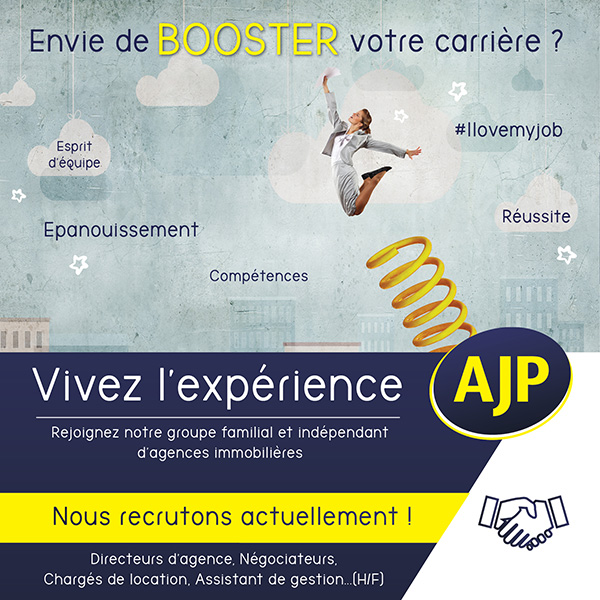 Envie de BOOSTER votre carrière ?
#Ilovemyjob
Esprit
d'équipe
Réussite
Epanouissement
Compétences
Vivez l'expérience
AJP
Rejoignez notre groupe familial et indépendant
d'agences immobilières
Nous recrutons actuellement !
Directeurs d'agence, Négociateurs,
Chargés de location, Assistant de gestion...(H/F)